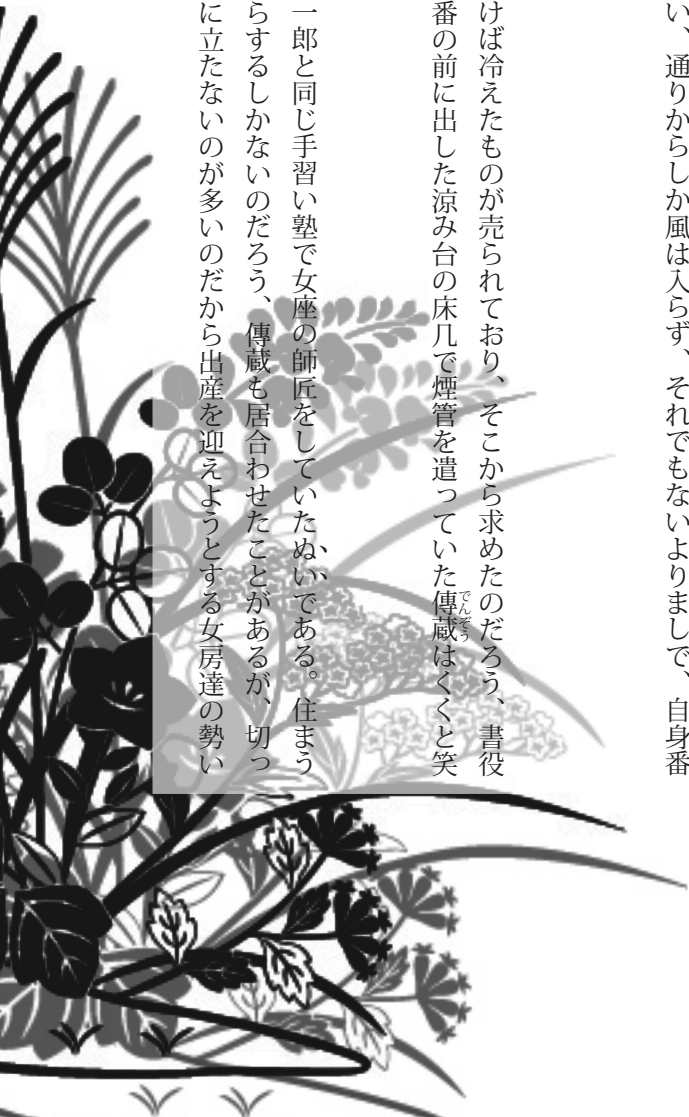 い、通りからしか風は入らず、それでもないよりましで、自身番
けば冷えたものが売られており、そこから求めたのだろう、書役
番の前に出した涼み台の床几で煙管を遣っていた傳蔵はくくと笑
でんぞう
一郎と同じ手習い塾で女座の師匠をしていたぬいである。住まう
らするしかないのだろう、傳蔵も居合わせたことがあるが、切っ
に立たないのが多いのだから出産を迎えようとする女房達の勢い